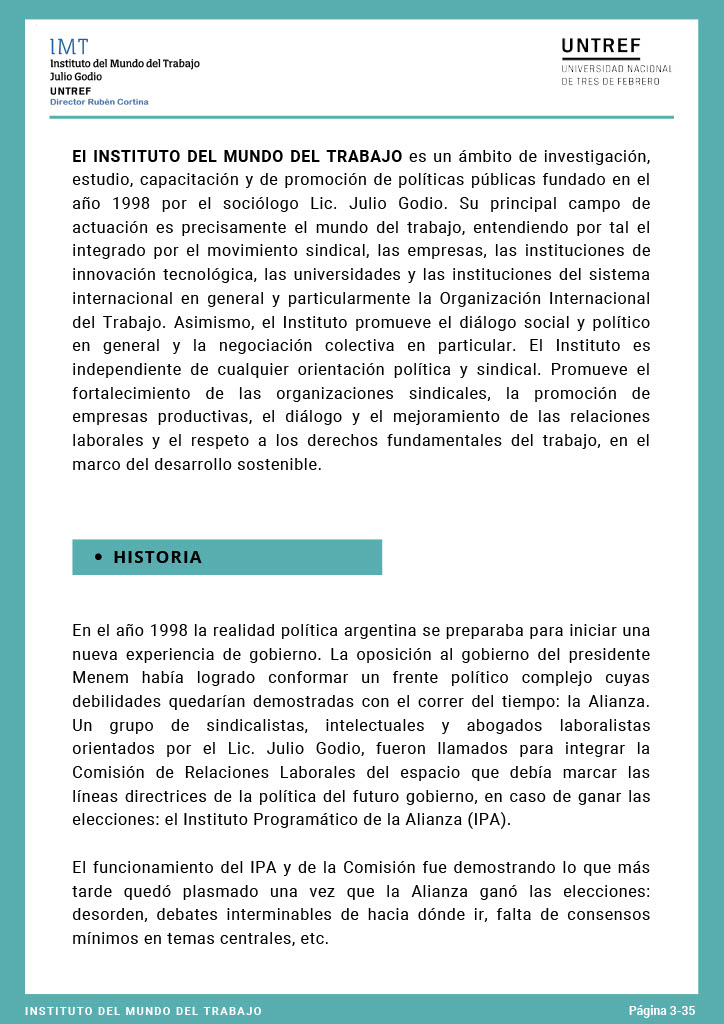 IMT
Instituto del Mundo del Trabajo
Julio Godio
UNTREF
Director Rubén Cortina
UNTREF
UNIVERSIDAD NACIONAL
DE TRES DE FEBRERO
El INSTITUTO DEL MUNDO DEL TRABAJO es un ámbito de investigación,
estudio, capacitación y de promoción de políticas públicas fundado en el
año 1998 por el sociólogo Lic. Julio Godio. Su principal campo de
actuación es precisamente el mundo del trabajo, entendiendo por tal el
integrado por el movimiento sindical, las empresas, las instituciones de
innovación tecnológica, las universidades y las instituciones del sistema
internacional en general y particularmente la Organización Internacional
del Trabajo. Asimismo, el Instituto promueve el diálogo social y político
en general y la negociación colectiva en particular. El Instituto es
independiente de cualquier orientación política y sindical. Promueve el
fortalecimiento de las organizaciones sindicales, la promoción de
empresas productivas, el diálogo y el mejoramiento de las relaciones
laborales y el respeto a los derechos fundamentales del trabajo, en el
marco del desarrollo sostenible.
• HISTORIA
En el año 1998 la realidad política argentina se preparaba para iniciar una
nueva experiencia de gobierno. La oposición al gobierno del presidente
Menem había logrado conformar un frente político complejo cuyas
debilidades quedarían demostradas con el correr del tiempo: la Alianza.
Un grupo de sindicalistas, intelectuales y abogados laboralistas
orientados por el Lic. Julio Godio, fueron llamados para integrar la
Comisión de Relaciones Laborales del espacio que debía marcar las
líneas directrices de la política del futuro gobierno, en caso de ganar las
elecciones: el Instituto Programático de la Alianza (IPA).
El funcionamiento del IPA y de la Comisión fue demostrando lo que más
tarde quedó plasmado una vez que la Alianza ganó las elecciones:
desorden, debates interminables de hacia dónde ir, falta de consensos
mínimos en temas centrales, etc.
INSTITUTO DEL MUNDO DEL TRABAJO
Página 3-35